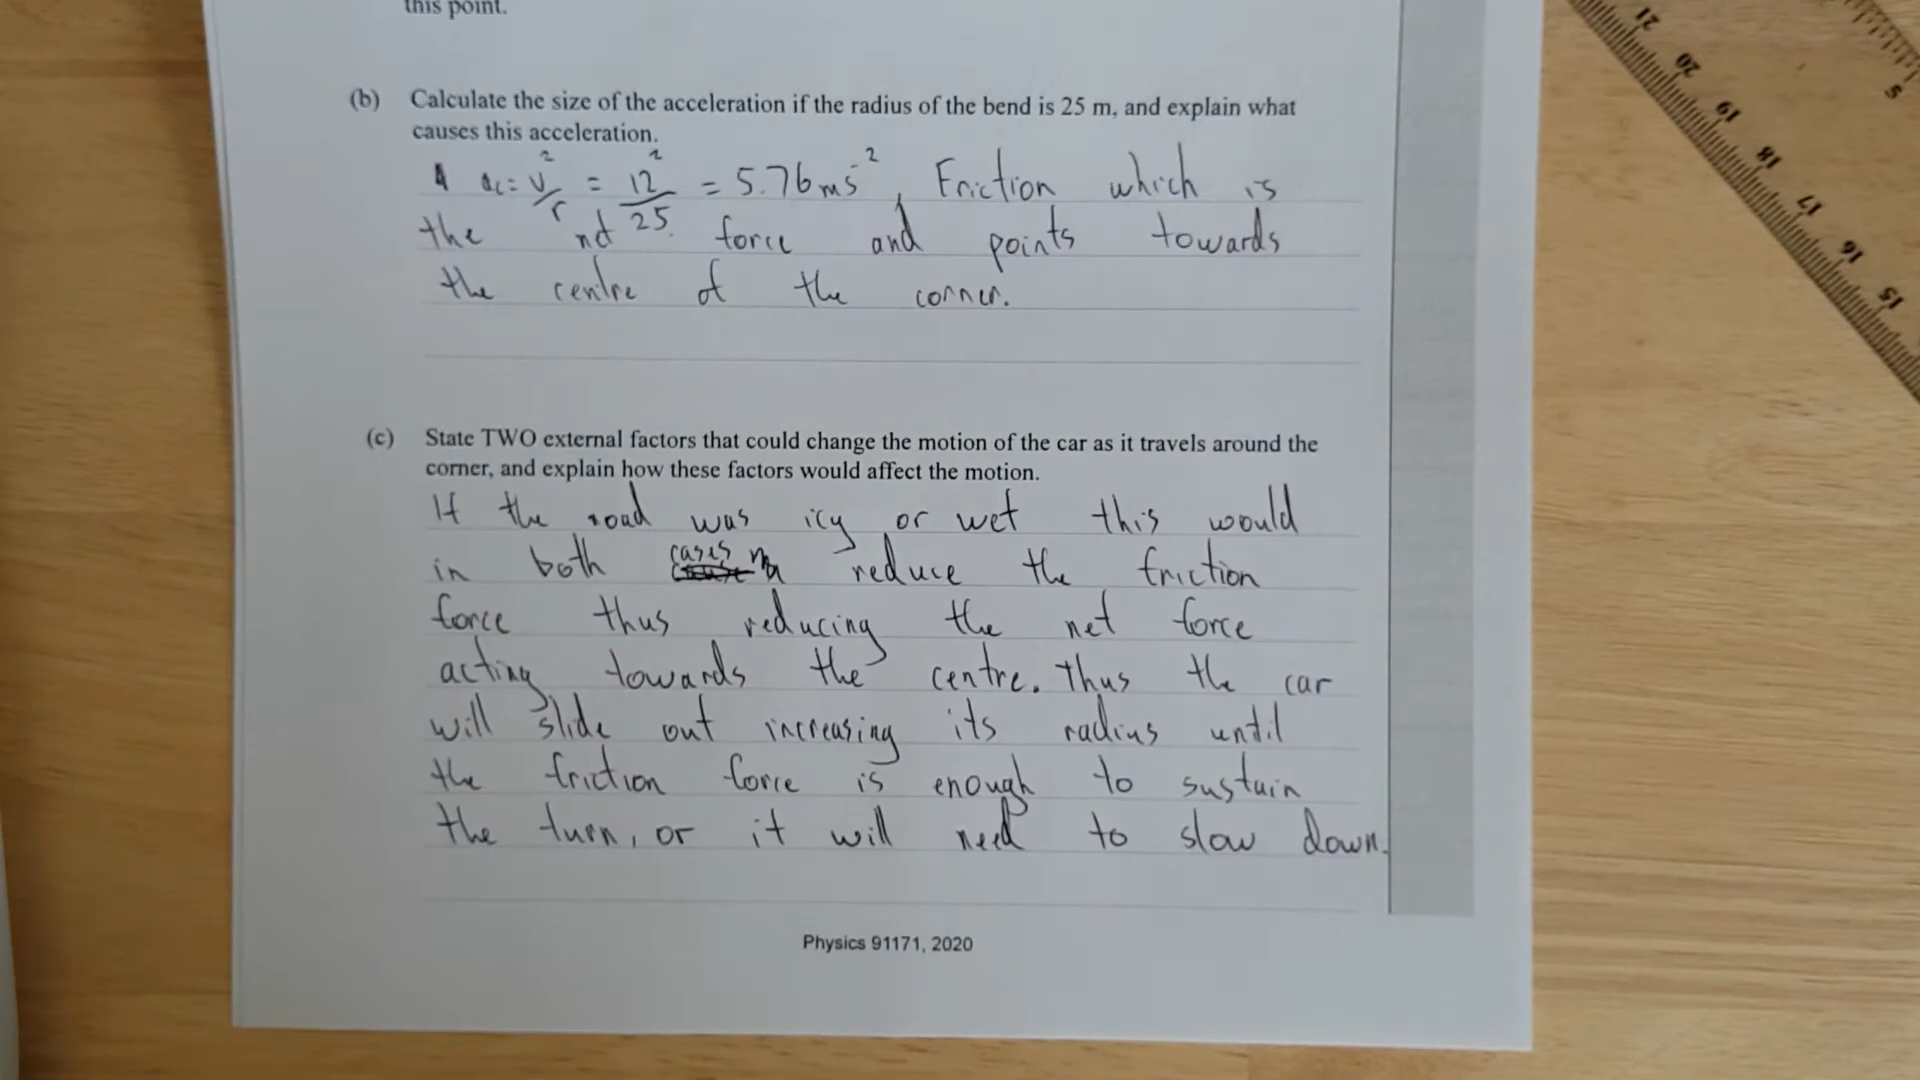 this point.
(b) Calculate the size of the acceleration if the radius of the bend is 25 m, and explain what
causes this acceleration.
ac = v²/r = 12²/25 = 5.76 ms⁻², Friction which is
the net force and points towards
the centre of the corner.
(c) State TWO external factors that could change the motion of the car as it travels around the
corner, and explain how these factors would affect the motion.
If the road was icy or wet this would
in both cases reduce the friction
force thus reducing the net force
acting towards the centre. Thus the car
will slide out increasing its radius until
the friction force is enough to sustain
the turn, or it will need to slow down.
Physics 91171, 2020
21
20
19
18
17
16
15
5